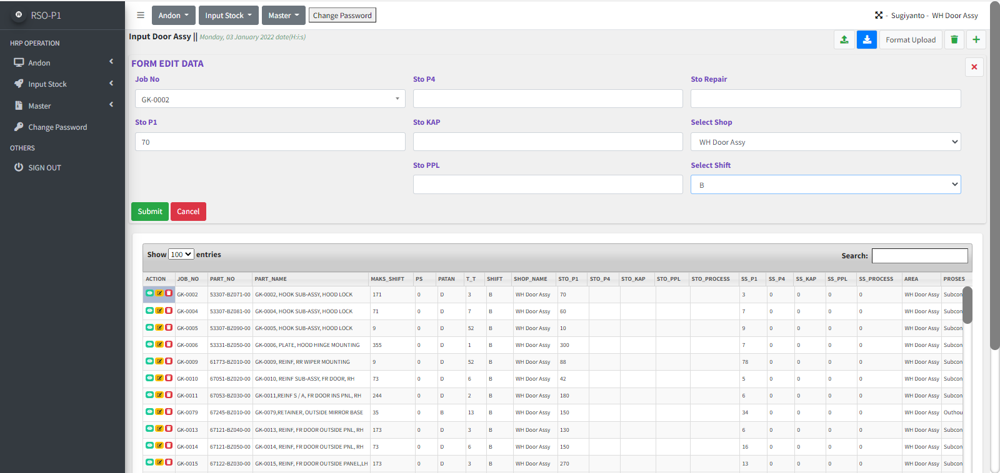 RSO-P1
Andon
Input Stock
Master
Change Password
- Sugiyanto - WH Door Assy
HRP OPERATION
Andon
Input Stock
Master
Change Password
OTHERS
SIGN OUT
Input Door Assy || Monday, 03 January 2022 date(H:i:s)
Format Upload
FORM EDIT DATA
Job No
Sto P4
Sto Repair
GK-0002
Sto P1
Sto KAP
Select Shop
70
WH Door Assy
Sto PPL
Select Shift
B
Submit
Cancel
Show 100 entries
Search:
ACTION JOB_NO PART_NO PART_NAME MAKS_SHIFT PS PATAN T_T SHIFT SHOP_NAME STO_P1 STO_P4 STO_KAP STO_PPL STO_PROCESS SS_P1 SS_P4 SS_KAP SS_PPL SS_PROCESS AREA PROSES
GK-0002 53307-BZ071-00 GK-0002, HOOK SUB-ASSY, HOOD LOCK 171 0 D 3 B WH Door Assy 70 3 0 0 0 0 WH Door Assy Subcon
GK-0004 53307-BZ081-00 GK-0004, HOOK SUB-ASSY, HOOD LOCK 71 0 D 7 B WH Door Assy 60 7 0 0 0 0 WH Door Assy Subcon
GK-0005 53307-BZ090-00 GK-0005, HOOK SUB-ASSY, HOOD LOCK 9 0 D 52 B WH Door Assy 10 9 0 0 0 0 WH Door Assy Subcon
GK-0006 53331-BZ050-00 GK-0006, PLATE, HOOD HINGE MOUNTING 355 0 D 1 B WH Door Assy 300 7 0 0 0 0 WH Door Assy Subcon
GK-0009 61773-BZ010-00 GK-0009, REINF, RR WIPER MOUNTING 9 0 D 52 B WH Door Assy 88 78 0 0 0 0 WH Door Assy Subcon
GK-0010 67051-BZ020-00 GK-0010, REINF SUB-ASSY, FR DOOR, RH 73 0 D 6 B WH Door Assy 42 5 0 0 0 0 WH Door Assy Subcon
GK-0011 67053-BZ030-00 GK-0011,REINF S / A, FR DOOR INS PNL, RH 244 0 D 2 B WH Door Assy 180 6 0 0 0 0 WH Door Assy Subcon
GK-0079 67245-BZ010-00 GK-0079,RETAINER, OUTSIDE MIRROR BASE 35 0 B 13 B WH Door Assy 150 34 0 0 0 0 WH Door Assy Outhou
GK-0013 67121-BZ040-00 GK-0013, REINF, FR DOOR OUTSIDE PNL, RH 173 0 D 3 B WH Door Assy 130 6 0 0 0 0 WH Door Assy Subcon
GK-0014 67121-BZ050-00 GK-0014, REINF, FR DOOR OUTSIDE PNL, RH 73 0 D 6 B WH Door Assy 150 16 0 0 0 0 WH Door Assy Subcon
GK-0015 67122-BZ030-00 GK-0015, REINF, FR DOOR OUTSIDE PANEL,LH 173 0 D 3 B WH Door Assy 270 13 0 0 0 0 WH Door Assy Subcon